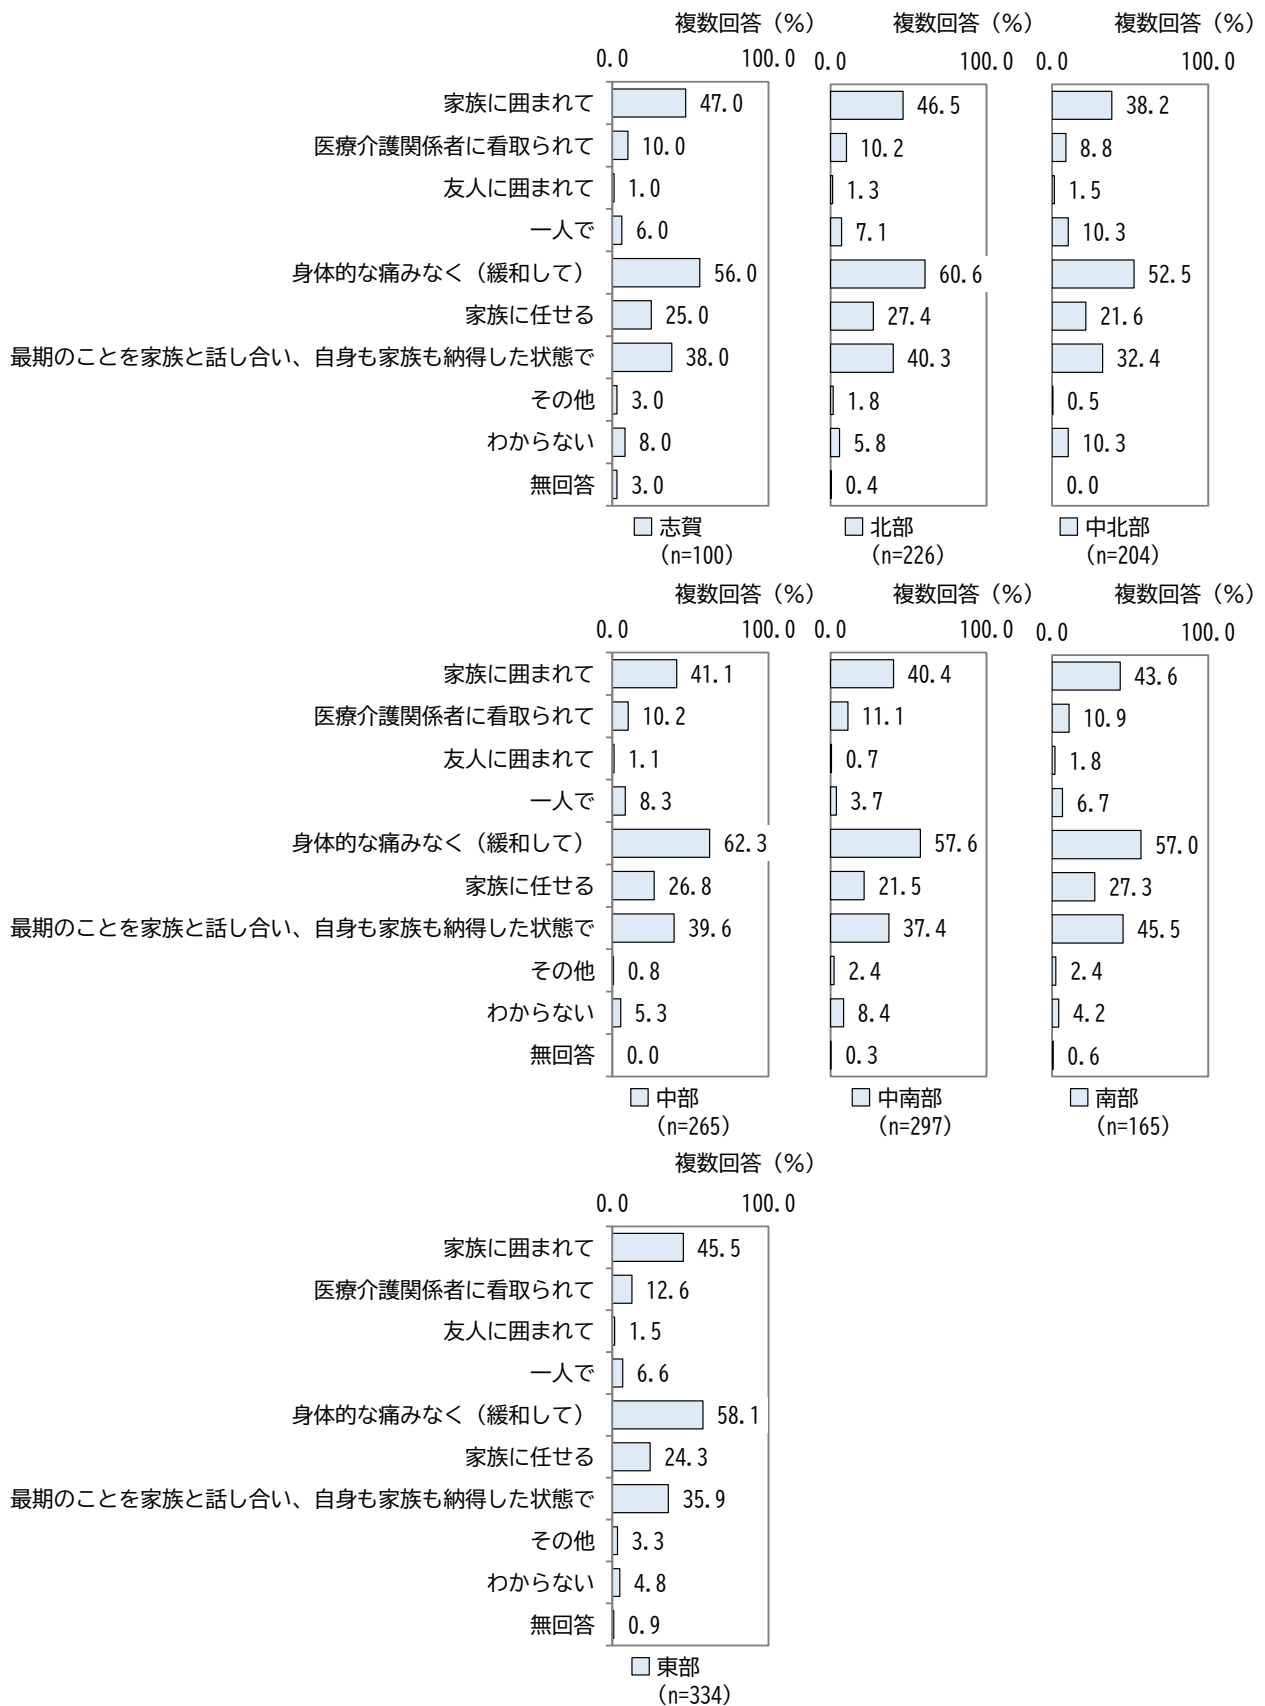 複数回答（％） 複数回答（％） 複数回答（％）
0.0 100.0 0.0 100.0 0.0 100.0
家族に囲まれて 47.0 46.5 38.2
医療介護関係者に看取られて 10.0 10.2 8.8
友人に囲まれて 1.0 1.3 1.5
一人で 6.0 7.1 10.3
身体的な痛みなく（緩和して） 56.0 60.6 52.5
家族に任せる 25.0 27.4 21.6
最期のことを家族と話し合い、自身も家族も納得した状態で 38.0 40.3 32.4
その他 3.0 1.8 0.5
わからない 8.0 5.8 10.3
無回答 3.0 0.4 0.0
志賀 北部 中北部
（n=100） （n=226） （n=204）
複数回答（％） 複数回答（％） 複数回答（％）
0.0 100.0 0.0 100.0 0.0 100.0
家族に囲まれて 41.1 40.4 43.6
医療介護関係者に看取られて 10.2 11.1 10.9
友人に囲まれて 1.1 0.7 1.8
一人で 8.3 3.7 6.7
身体的な痛みなく（緩和して） 62.3 57.6 57.0
家族に任せる 26.8 21.5 27.3
最期のことを家族と話し合い、自身も家族も納得した状態で 39.6 37.4 45.5
その他 0.8 2.4 2.4
わからない 5.3 8.4 4.2
無回答 0.0 0.3 0.6
中部 中南部 南部
（n=265） （n=297） （n=165）
複数回答（％）
0.0 100.0
家族に囲まれて 45.5
医療介護関係者に看取られて 12.6
友人に囲まれて 1.5
一人で 6.6
身体的な痛みなく（緩和して） 58.1
家族に任せる 24.3
最期のことを家族と話し合い、自身も家族も納得した状態で 35.9
その他 3.3
わからない 4.8
無回答 0.9
東部
（n=334）